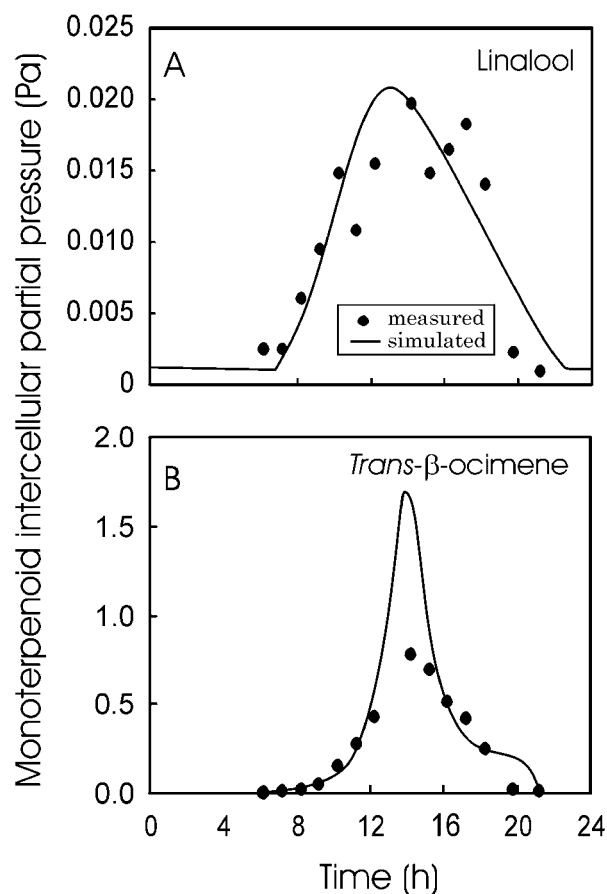 Monoterpenoid intercellular partial pressure (Pa)
0.025
0.020
0.015
0.010
0.005
0
A
Linalool
measured
simulated
2.0
1.5
1.0
0.5
0.0
B
Trans-β-ocimene
0 4 8 12 16 20 24
Time (h)